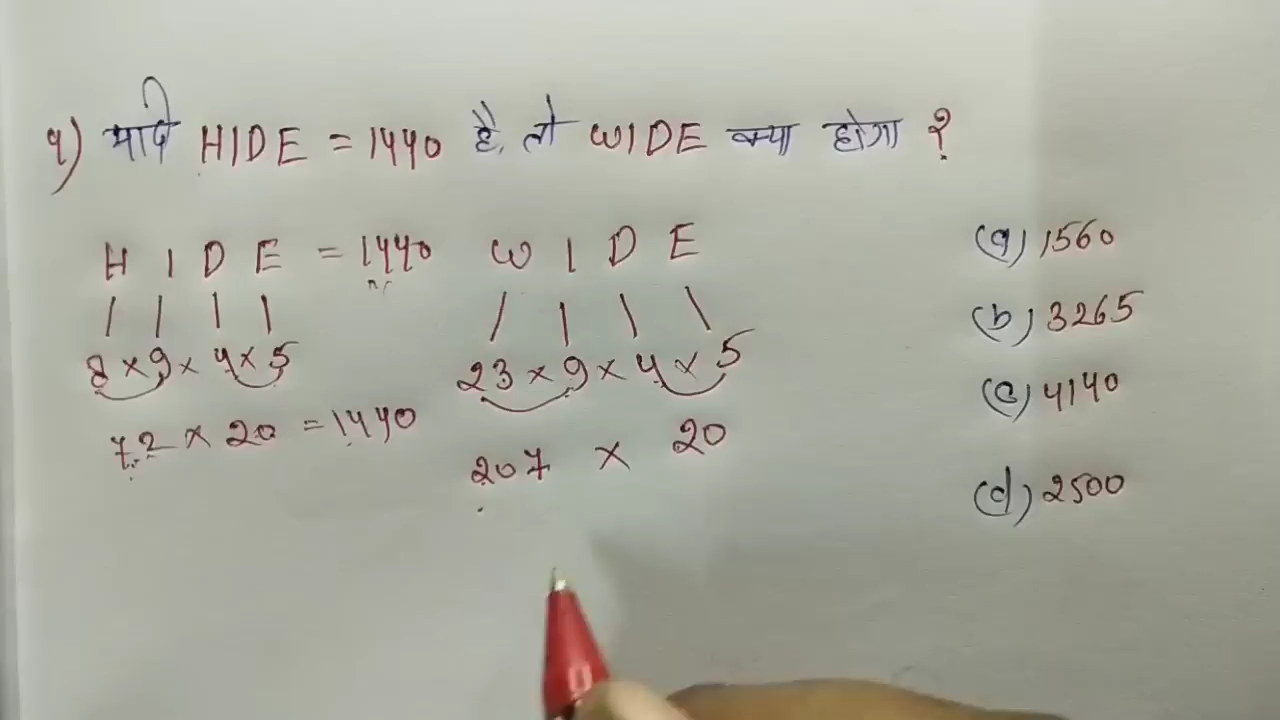 १) यदि HIDE = 1440 है, तो WIDE क्या होगा ?
H I D E = 1440
8 × 9 × 4 × 5
72 × 20 = 1440
W I D E
23 × 9 × 4 × 5
207 × 20
(a) 1560
(b) 3265
(c) 4140
(d) 2500